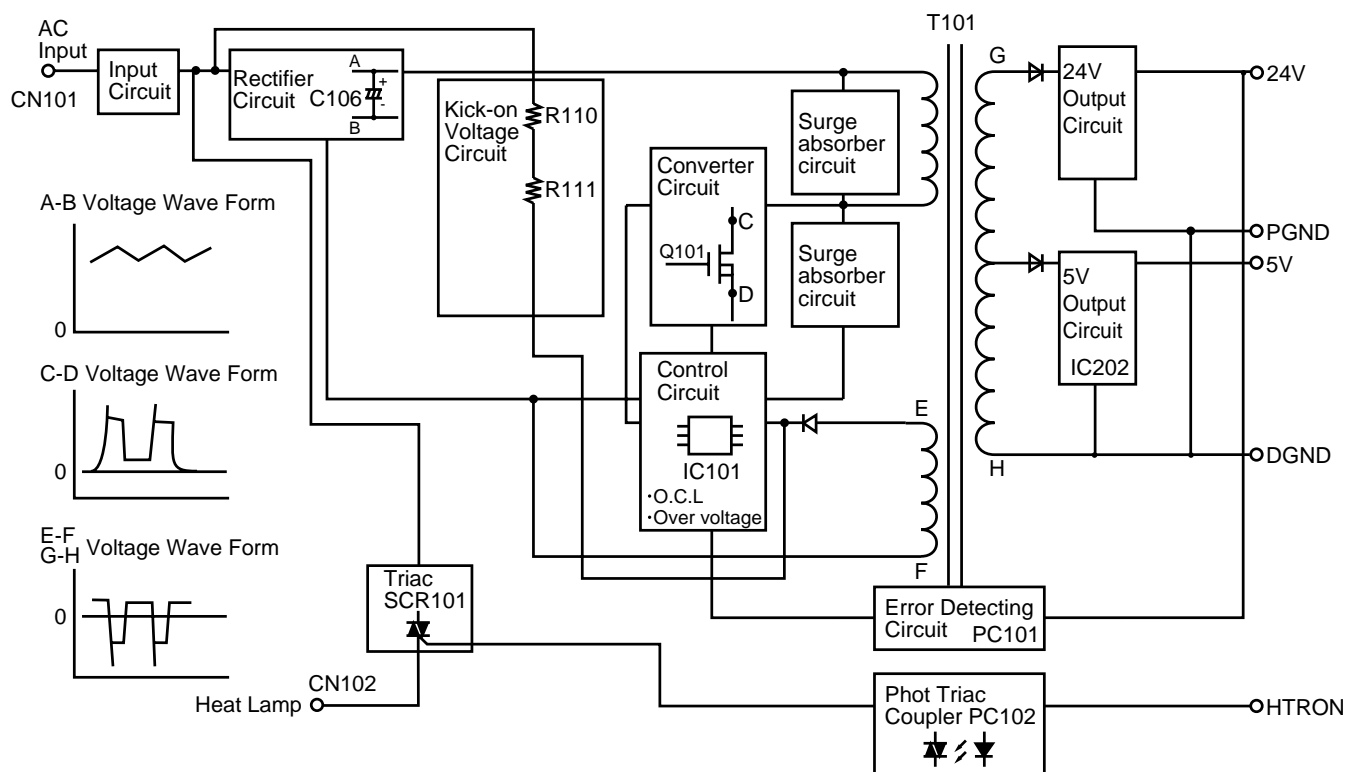 AC
Input
CN101
Input
Circuit
Rectifier
Circuit
A
+
C106
-
B
Kick-on
Voltage
Circuit
R110
R111
Surge
absorber
circuit
Converter
Circuit
C
Q101
D
Surge
absorber
circuit
T101
G
24V
Output
Circuit
24V
PGND
5V
5V
Output
Circuit
IC202
H
DGND
A-B Voltage Wave Form
0
C-D Voltage Wave Form
0
E-F
G-H
Voltage Wave Form
0
Control
Circuit
IC101
·O.C.L
·Over voltage
E
F
Triac
SCR101
CN102
Heat Lamp
Error Detecting
Circuit PC101
Phot Triac
Coupler PC102
HTRON